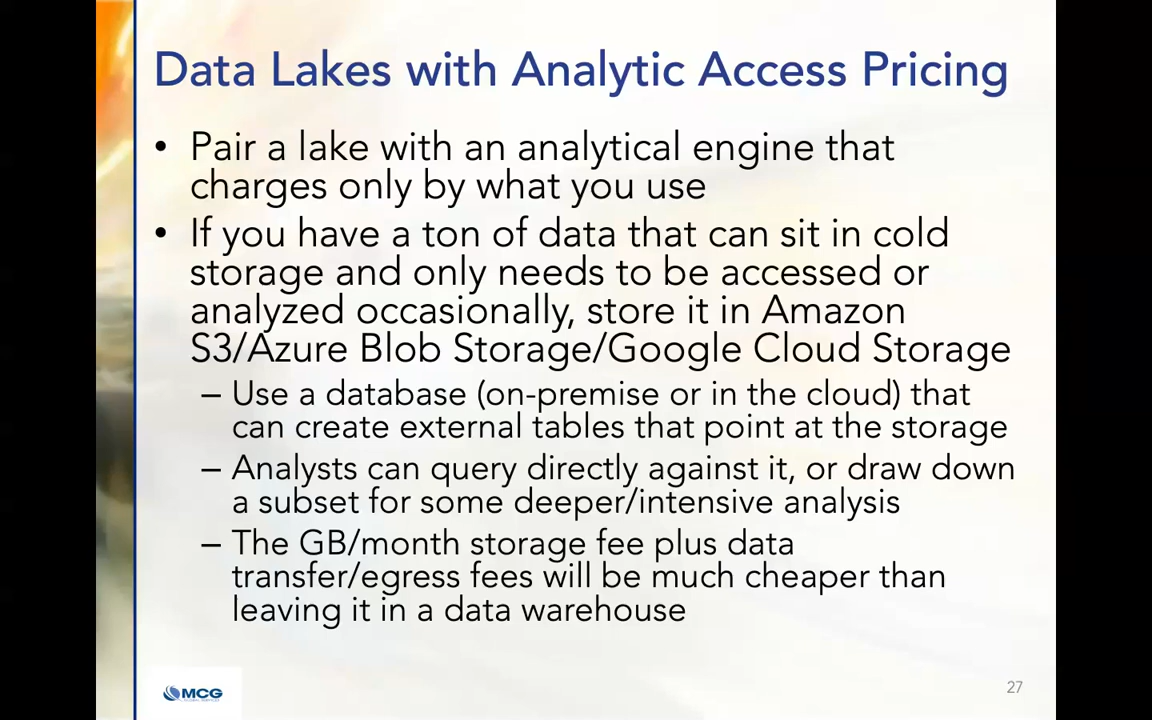 Data Lakes with Analytic Access Pricing
• Pair a lake with an analytical engine that
charges only by what you use
• If you have a ton of data that can sit in cold
storage and only needs to be accessed or
analyzed occasionally, store it in Amazon
S3/Azure Blob Storage/Google Cloud Storage
– Use a database (on-premise or in the cloud) that
can create external tables that point at the storage
– Analysts can query directly against it, or draw down
a subset for some deeper/intensive analysis
– The GB/month storage fee plus data
transfer/egress fees will be much cheaper than
leaving it in a data warehouse
MCG
27